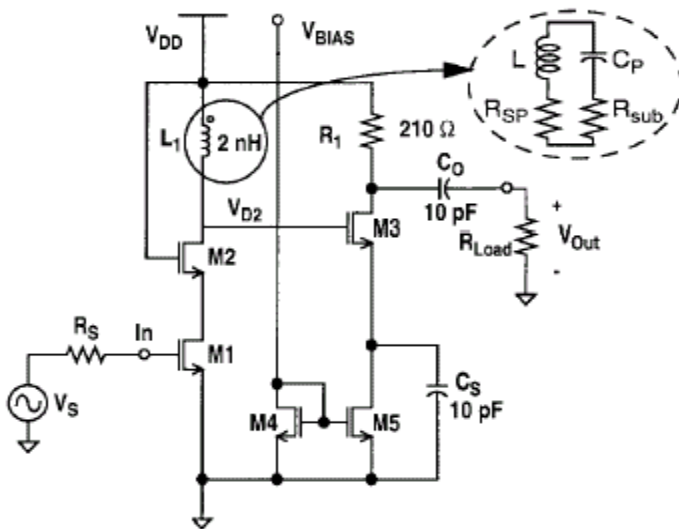 V_DD
V_BIAS
L
C_P
R_SP
R_sub
L_1
2 nH
R_1
210 Ω
C_O
10 pF
V_D2
M3
R_Load
+
V_Out
-
M2
R_S
In
M1
V_S
M4
M5
C_S
10 pF